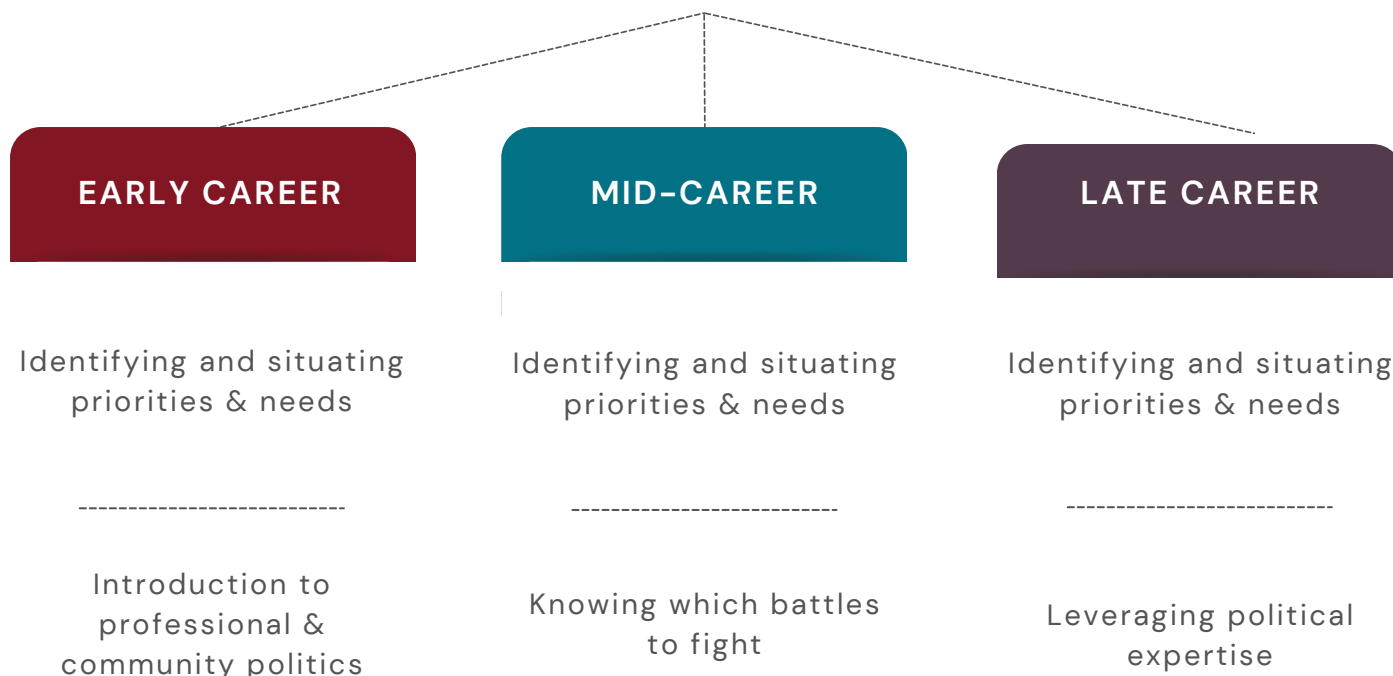 EARLY CAREER
Identifying and situating
priorities & needs
Introduction to
professional &
community politics
MID-CAREER
Identifying and situating
priorities & needs
Knowing which battles
to fight
LATE CAREER
Identifying and situating
priorities & needs
Leveraging political
expertise